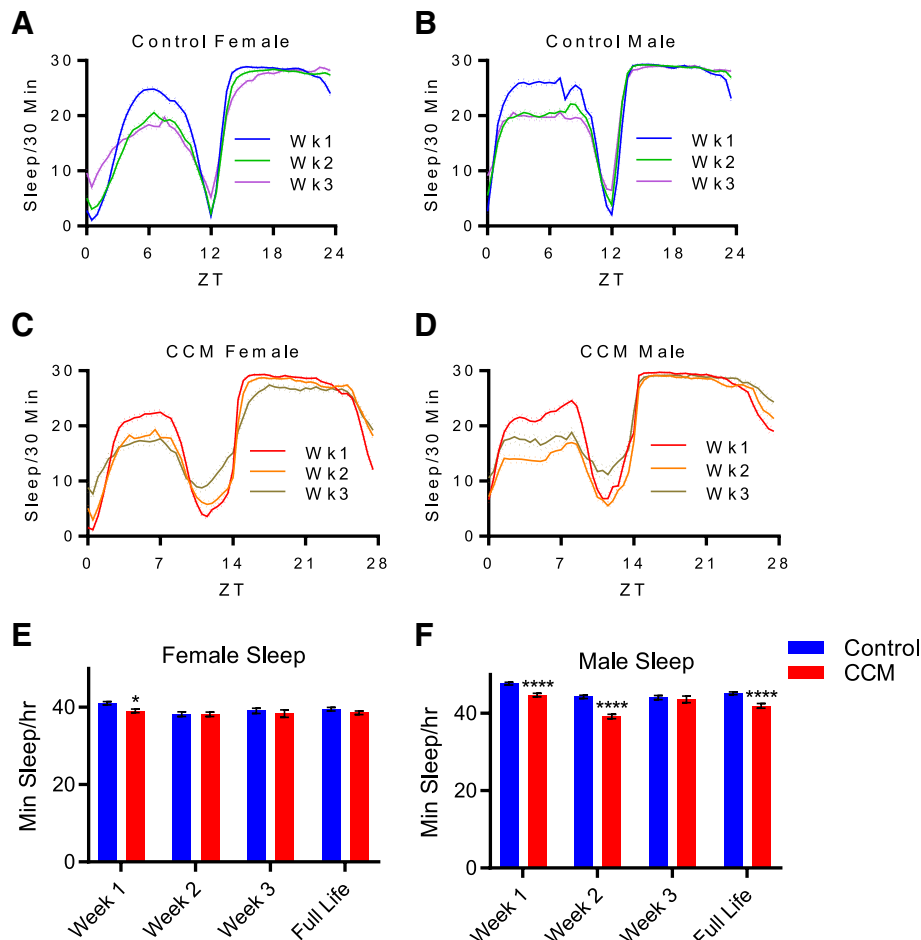 A
Control Female
Sleep/30 Min
30
20
10
0
Wk1
Wk2
Wk3
0 6 12 18 24
ZT
B
Control Male
Sleep/30 Min
30
20
10
0
Wk1
Wk2
Wk3
0 6 12 18 24
ZT
C
CCM Female
Sleep/30 Min
30
20
10
0
Wk1
Wk2
Wk3
0 7 14 21 28
ZT
D
CCM Male
Sleep/30 Min
30
20
10
0
Wk1
Wk2
Wk3
0 7 14 21 28
ZT
E
Female Sleep
Min Sleep/hr
40
20
0
*
Week 1
Week 2
Week 3
Full Life
F
Male Sleep
Min Sleep/hr
40
20
0
****
****
****
Week 1
Week 2
Week 3
Full Life
Control
CCM